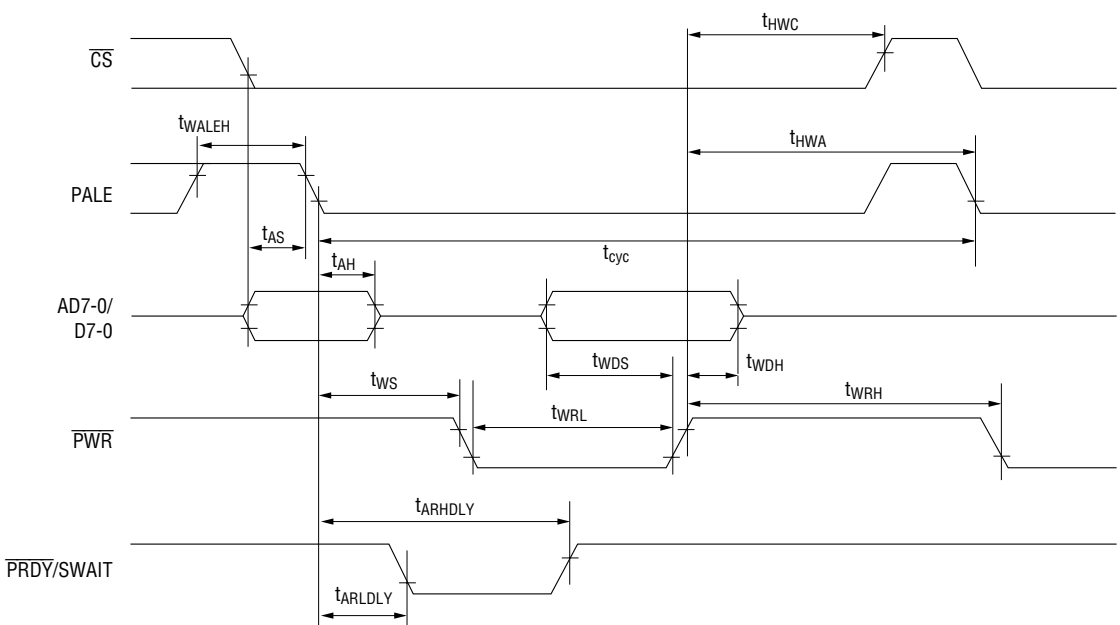 tHWC
CS
tWALEH
tHWA
PALE
tAS
tcyc
tAH
AD7-0/
D7-0
tWDS
tWDH
tWS
tWRL
tWRH
PWR
tARHDLY
PRDY/SWAIT
tARLDLY